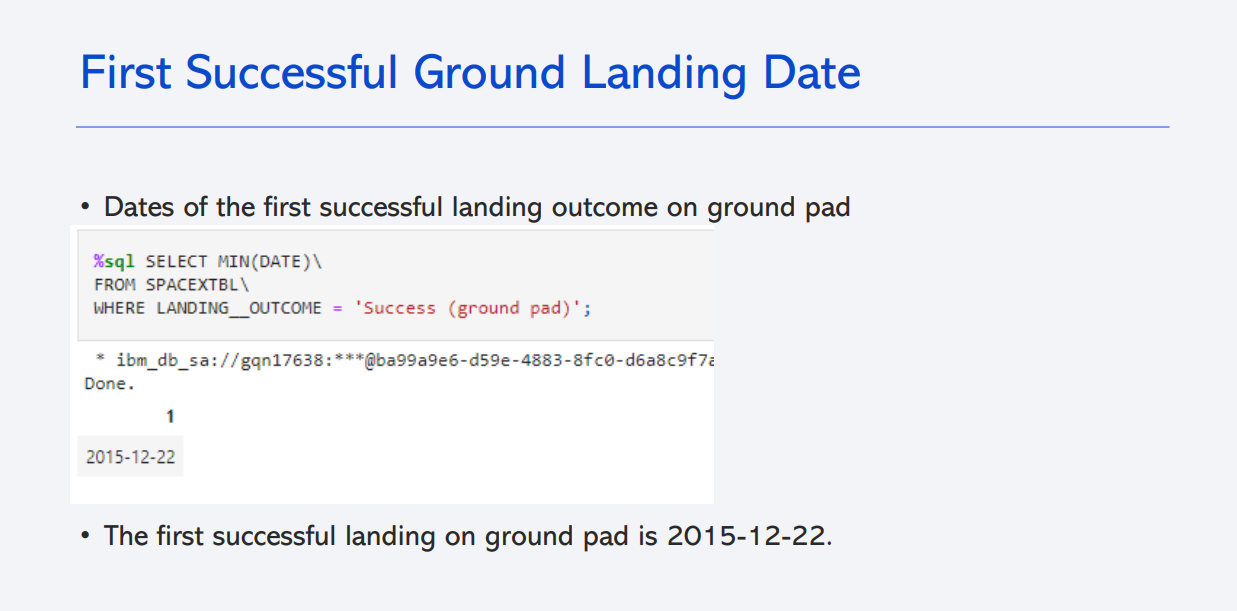 First Successful Ground Landing Date
• Dates of the first successful landing outcome on ground pad
%sql SELECT MIN(DATE)\
FROM SPACEXTBL\
WHERE LANDING__OUTCOME = 'Success (ground pad)';
* ibm_db_sa://gqn17638:***@ba99a9e6-d59e-4883-8fc0-d6a8c9f7a
Done.
1
2015-12-22
• The first successful landing on ground pad is 2015-12-22.